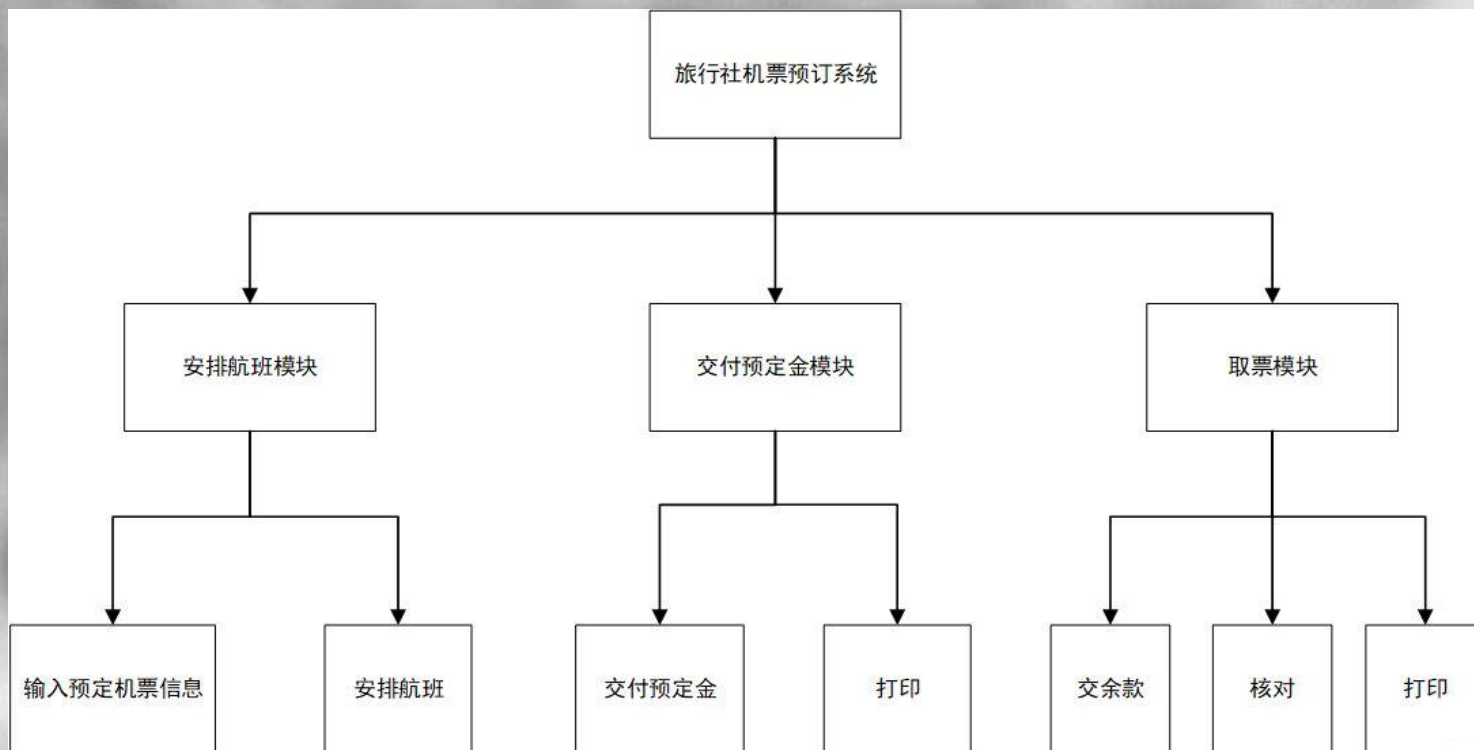 旅行社机票预订系统
安排航班模块
交付预定金模块
取票模块
输入预定机票信息
安排航班
交付预定金
打印
交余款
核对
打印